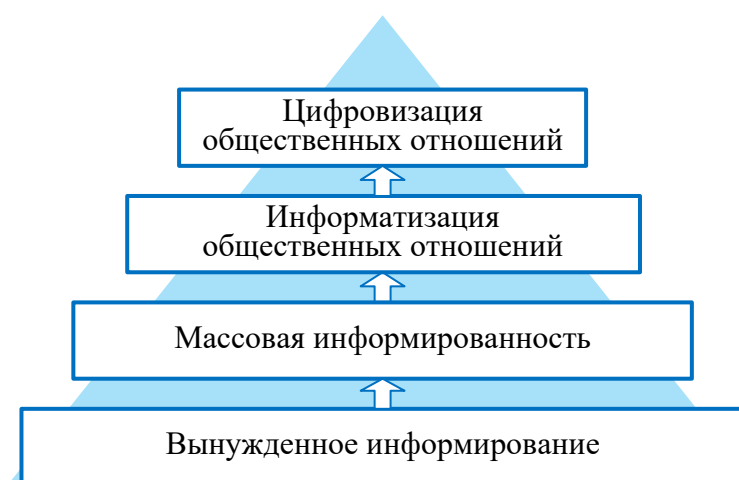 Цифровизация
общественных отношений
Информатизация
общественных отношений
Массовая информированность
Вынужденное информирование